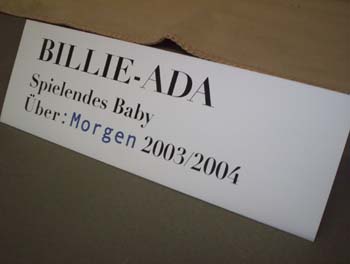 BILLIE-ADA
Spielendes Baby
Über:Morgen 2003/2004